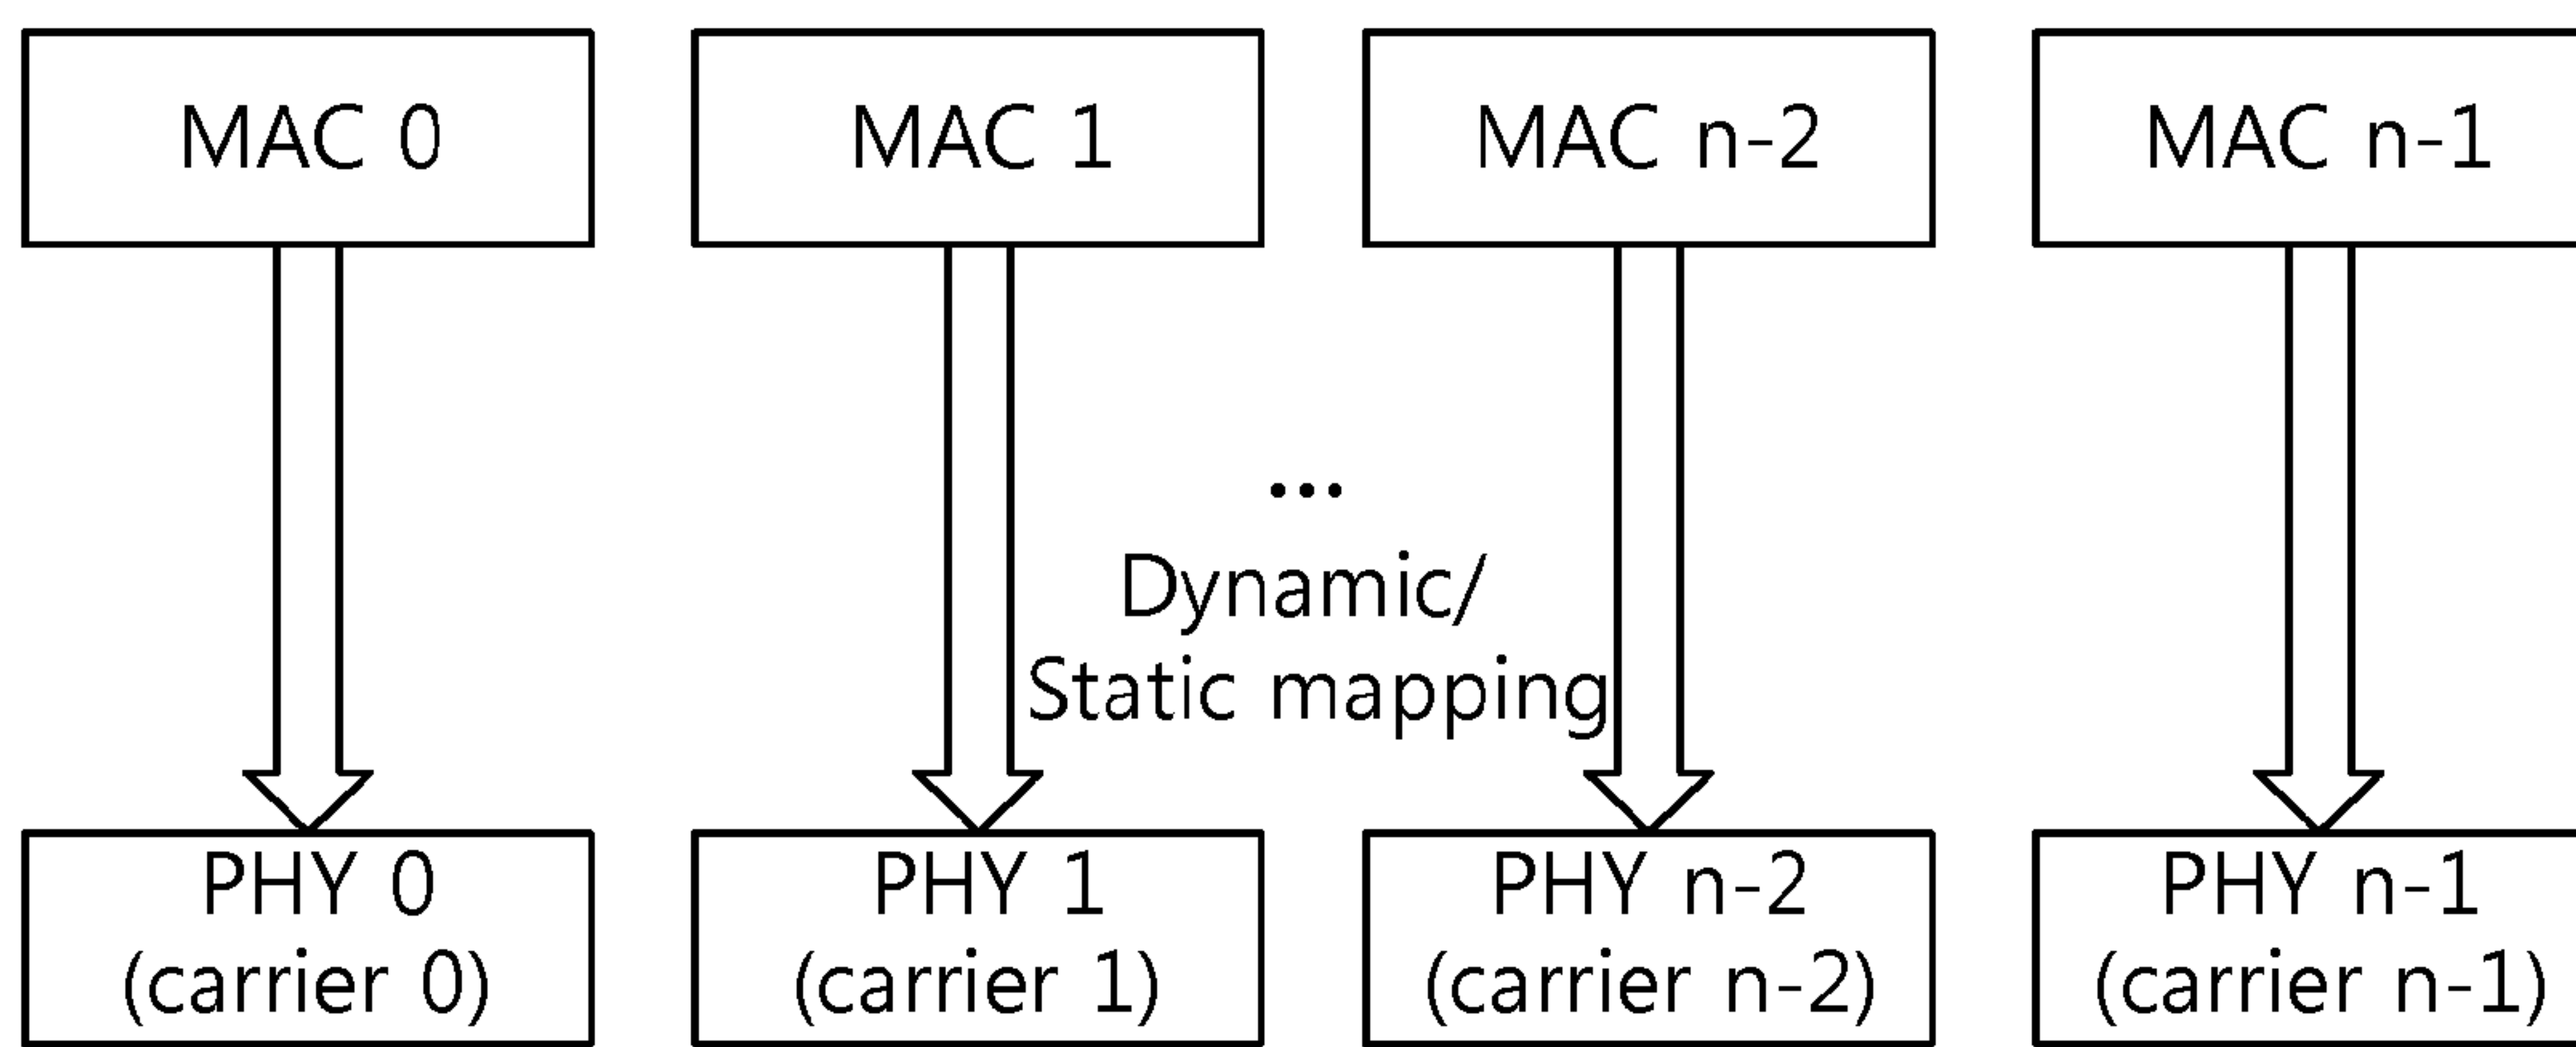 MAC 0
MAC 1
MAC n-2
MAC n-1
...
Dynamic/
Static mapping
PHY 0
(carrier 0)
PHY 1
(carrier 1)
PHY n-2
(carrier n-2)
PHY n-1
(carrier n-1)